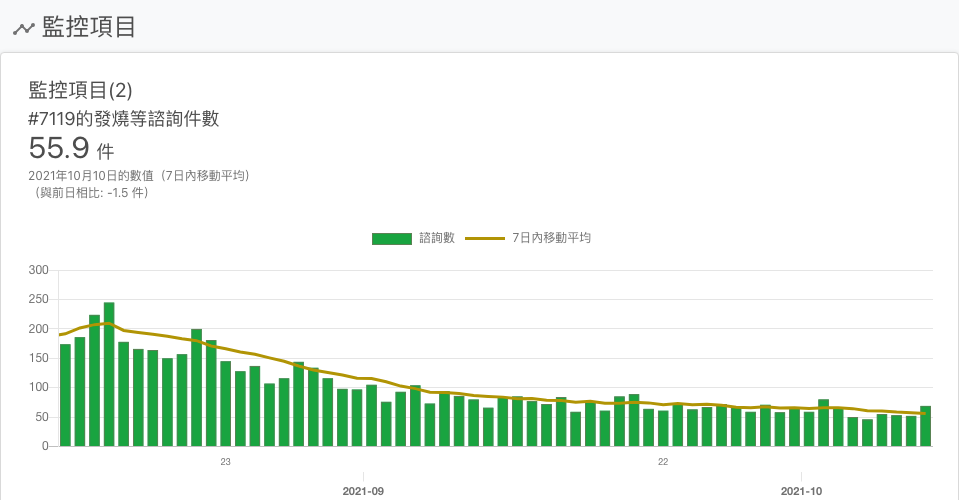 監控項目
監控項目(2)
#7119的發燒等諮詢件數
55.9 件
2021年10月10日的數值（7日內移動平均）
（與前日相比: -1.5 件）
諮詢數 7日內移動平均
300
250
200
150
100
50
0
23 22
2021-09 2021-10